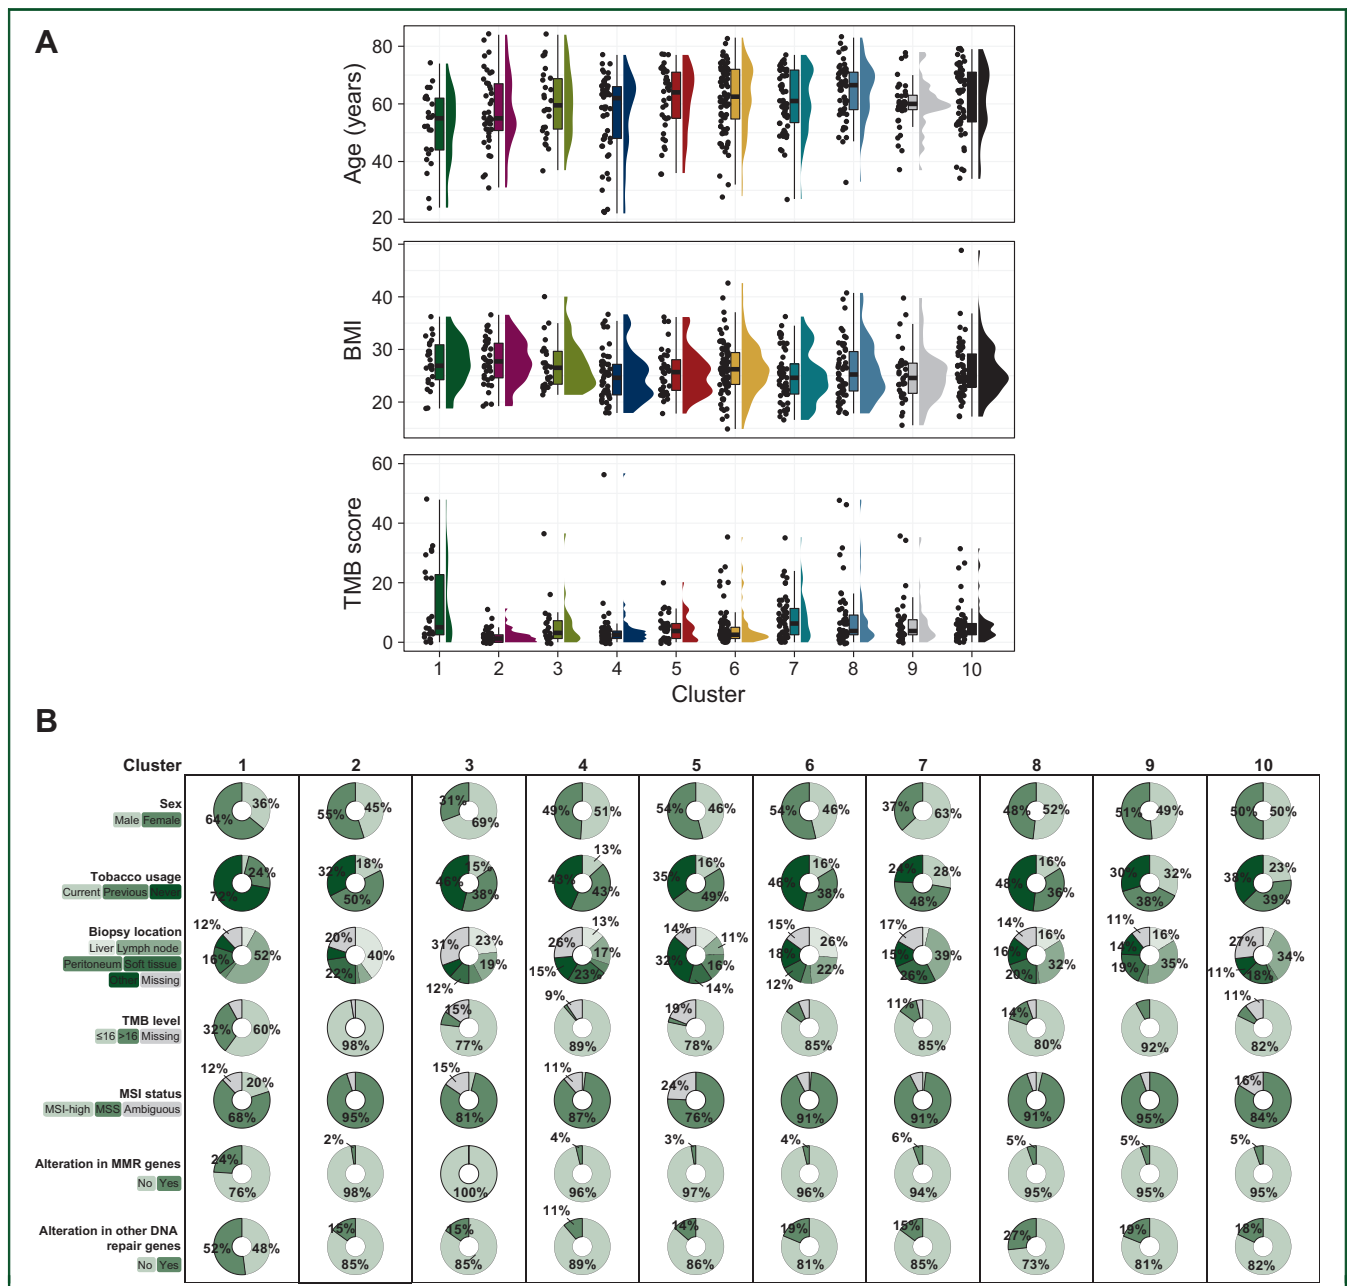 A
Age (years)
80
60
40
20
BMI
50
40
30
20
TMB score
60
40
20
0
1 2 3 4 5 6 7 8 9 10
Cluster
B
Cluster 1 2 3 4 5 6 7 8 9 10
Sex
Male Female
36% 64% 45% 55% 31% 69% 49% 51% 54% 46% 54% 46% 37% 63% 48% 52% 51% 49% 50% 50%
Tobacco usage
Current Previous Never
24% 72% 32% 18% 50% 15% 46% 38% 13% 43% 43% 16% 35% 49% 16% 46% 38% 24% 28% 48% 16% 48% 36% 30% 32% 38% 23% 38% 39%
Biopsy location
Liver Lymph node
Peritoneum Soft tissue
Other Missing
12% 52% 16% 20% 40% 22% 31% 23% 19% 12% 13% 26% 17% 15% 23% 14% 11% 32% 16% 14% 15% 26% 18% 22% 12% 17% 39% 15% 26% 14% 16% 16% 32% 20% 11% 16% 14% 35% 19% 27% 34% 11% 18%
TMB level
≤16 >16 Missing
32% 60% 98% 15% 77% 9% 89% 19% 78% 85% 11% 85% 14% 80% 92% 11% 82%
MSI status
MSI-high MSS Ambiguous
12% 20% 68% 95% 15% 81% 11% 87% 24% 76% 91% 91% 91% 95% 16% 84%
Alteration in MMR genes
No Yes
24% 76% 2% 98% 100% 4% 96% 3% 97% 4% 96% 6% 94% 5% 95% 5% 95% 5% 95%
Alteration in other DNA
repair genes
No Yes
52% 48% 15% 85% 15% 85% 11% 89% 14% 86% 19% 81% 15% 85% 27% 73% 19% 81% 18% 82%